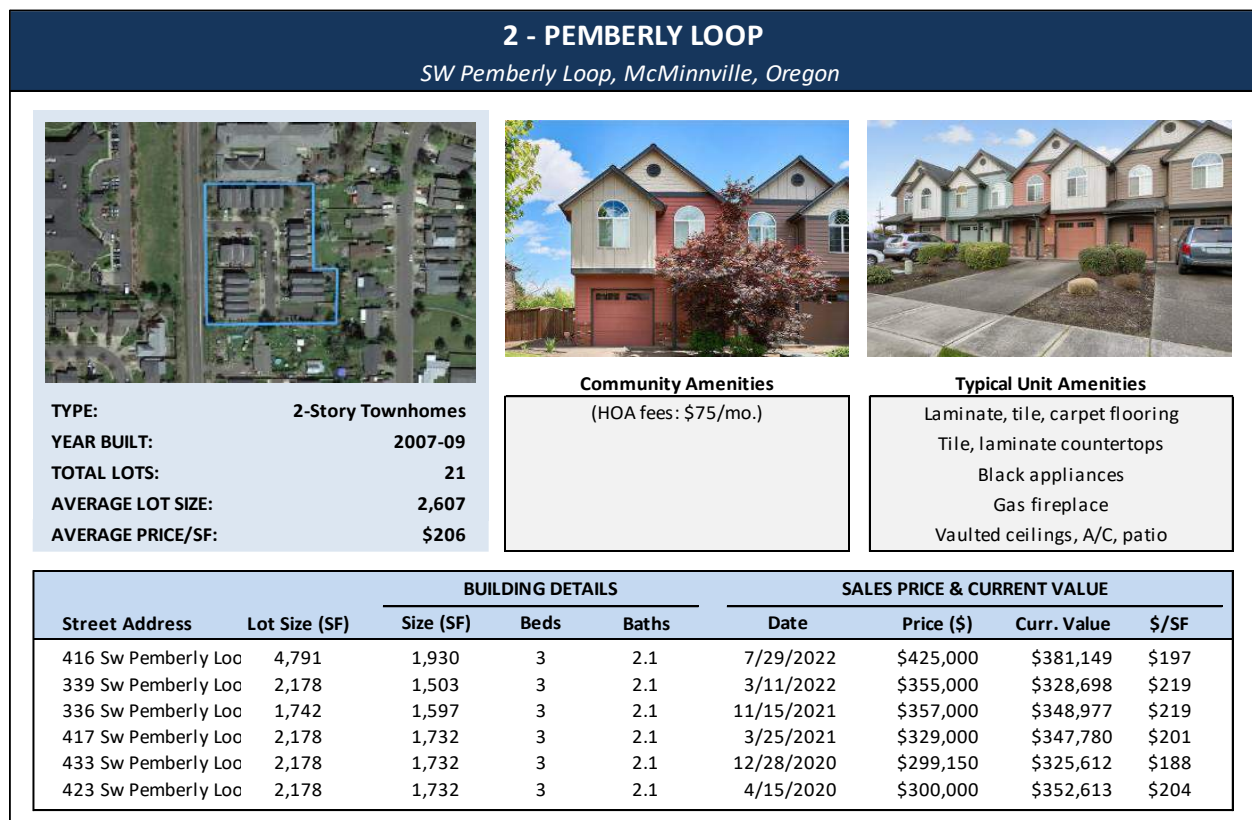 2 - PEMBERLY LOOP
SW Pemberly Loop, McMinnville, Oregon
TYPE: 2-Story Townhomes
YEAR BUILT: 2007-09
TOTAL LOTS: 21
AVERAGE LOT SIZE: 2,607
AVERAGE PRICE/SF: $206
Community Amenities
(HOA fees: $75/mo.)
Typical Unit Amenities
Laminate, tile, carpet flooring
Tile, laminate countertops
Black appliances
Gas fireplace
Vaulted ceilings, A/C, patio
BUILDING DETAILS SALES PRICE & CURRENT VALUE
Street Address Lot Size (SF) Size (SF) Beds Baths Date Price ($) Curr. Value $/SF
416 Sw Pemberly Loo 4,791 1,930 3 2.1 7/29/2022 $425,000 $381,149 $197
339 Sw Pemberly Loo 2,178 1,503 3 2.1 3/11/2022 $355,000 $328,698 $219
336 Sw Pemberly Loo 1,742 1,597 3 2.1 11/15/2021 $357,000 $348,977 $219
417 Sw Pemberly Loo 2,178 1,732 3 2.1 3/25/2021 $329,000 $347,780 $201
433 Sw Pemberly Loo 2,178 1,732 3 2.1 12/28/2020 $299,150 $325,612 $188
423 Sw Pemberly Loo 2,178 1,732 3 2.1 4/15/2020 $300,000 $352,613 $204